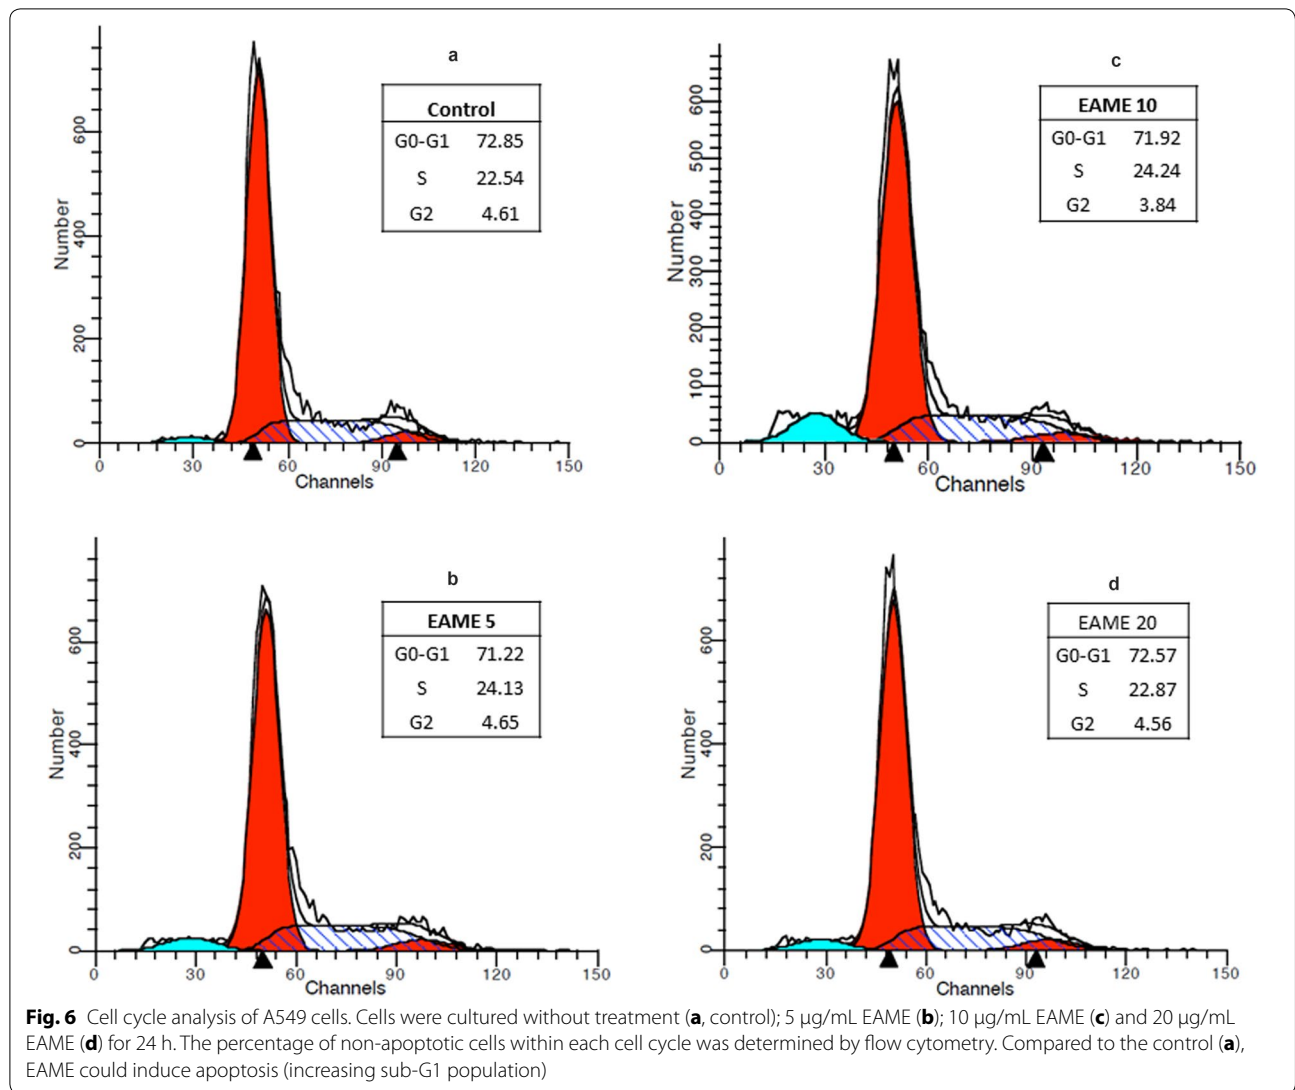 a
Control
G0-G1 72.85
S 22.54
G2 4.61
Number
600
400
200
0
0 30 60 90 120 150
Channels
c
EAME 10
G0-G1 71.92
S 24.24
G2 3.84
Number
600
500
400
300
200
100
0
0 30 60 90 120 150
Channels
b
EAME 5
G0-G1 71.22
S 24.13
G2 4.65
Number
600
400
200
0
0 30 60 90 120 150
Channels
d
EAME 20
G0-G1 72.57
S 22.87
G2 4.56
Number
600
400
200
0
0 30 60 90 120 150
Channels
Fig. 6 Cell cycle analysis of A549 cells. Cells were cultured without treatment (a, control); 5 µg/mL EAME (b); 10 µg/mL EAME (c) and 20 µg/mL
EAME (d) for 24 h. The percentage of non-apoptotic cells within each cell cycle was determined by flow cytometry. Compared to the control (a),
EAME could induce apoptosis (increasing sub-G1 population)